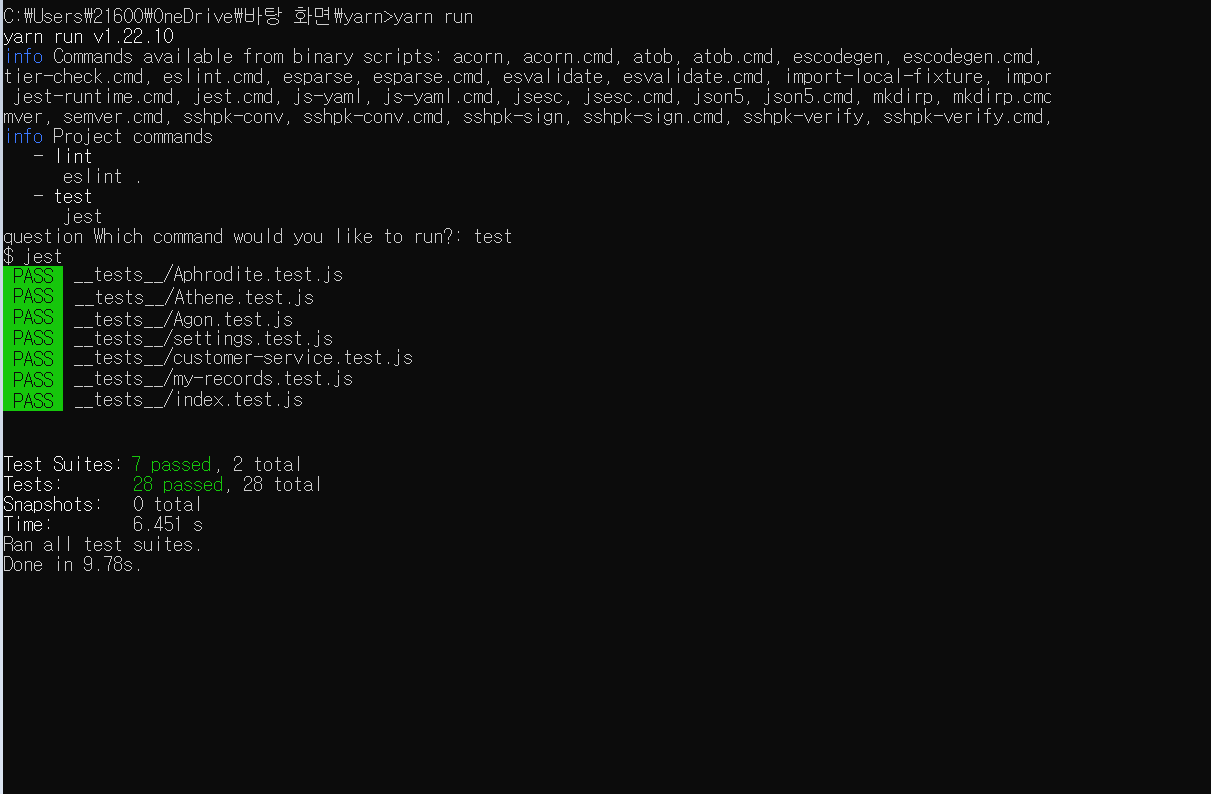 C:₩Users₩21600₩OneDrive₩바탕 화면₩yarn>yarn run
yarn run v1.22.10
info Commands available from binary scripts: acorn, acorn.cmd, atob, atob.cmd, escodegen, escodegen.cmd,
tier-check.cmd, eslint.cmd, esparse, esparse.cmd, esvalidate, esvalidate.cmd, import-local-fixture, impor
jest-runtime.cmd, jest.cmd, js-yaml, js-yaml.cmd, jsesc, jsesc.cmd, json5, json5.cmd, mkdirp, mkdirp.cmd
mver, semver.cmd, sshpk-conv, sshpk-conv.cmd, sshpk-sign, sshpk-sign.cmd, sshpk-verify, sshpk-verify.cmd,
info Project commands
- lint
eslint .
- test
jest
question Which command would you like to run?: test
$ jest
PASS __tests__/Aphrodite.test.js
PASS __tests__/Athene.test.js
PASS __tests__/Agon.test.js
PASS __tests__/settings.test.js
PASS __tests__/customer-service.test.js
PASS __tests__/my-records.test.js
PASS __tests__/index.test.js
Test Suites: 7 passed, 2 total
Tests: 28 passed, 28 total
Snapshots: 0 total
Time: 6.451 s
Ran all test suites.
Done in 9.78s.